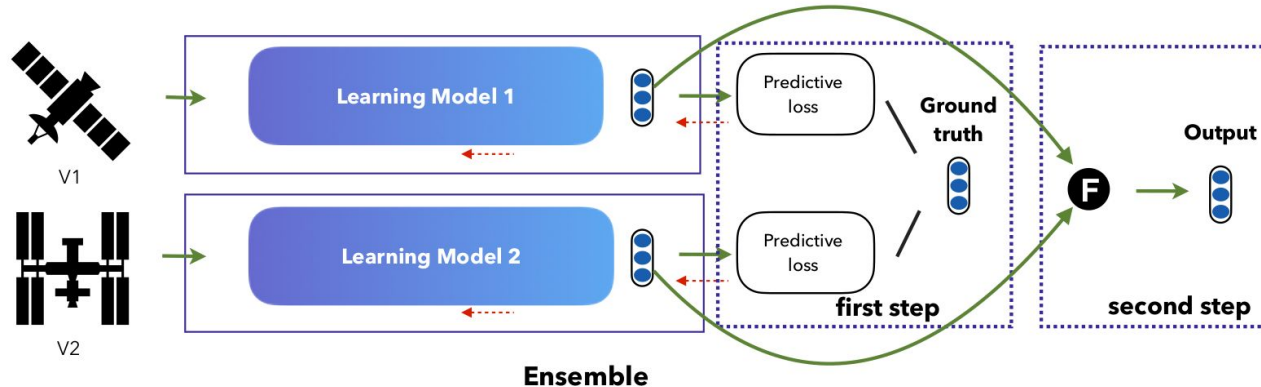 V1
Learning Model 1
Predictive
loss
Ground
truth
Output
F
V2
Learning Model 2
Predictive
loss
first step
second step
Ensemble